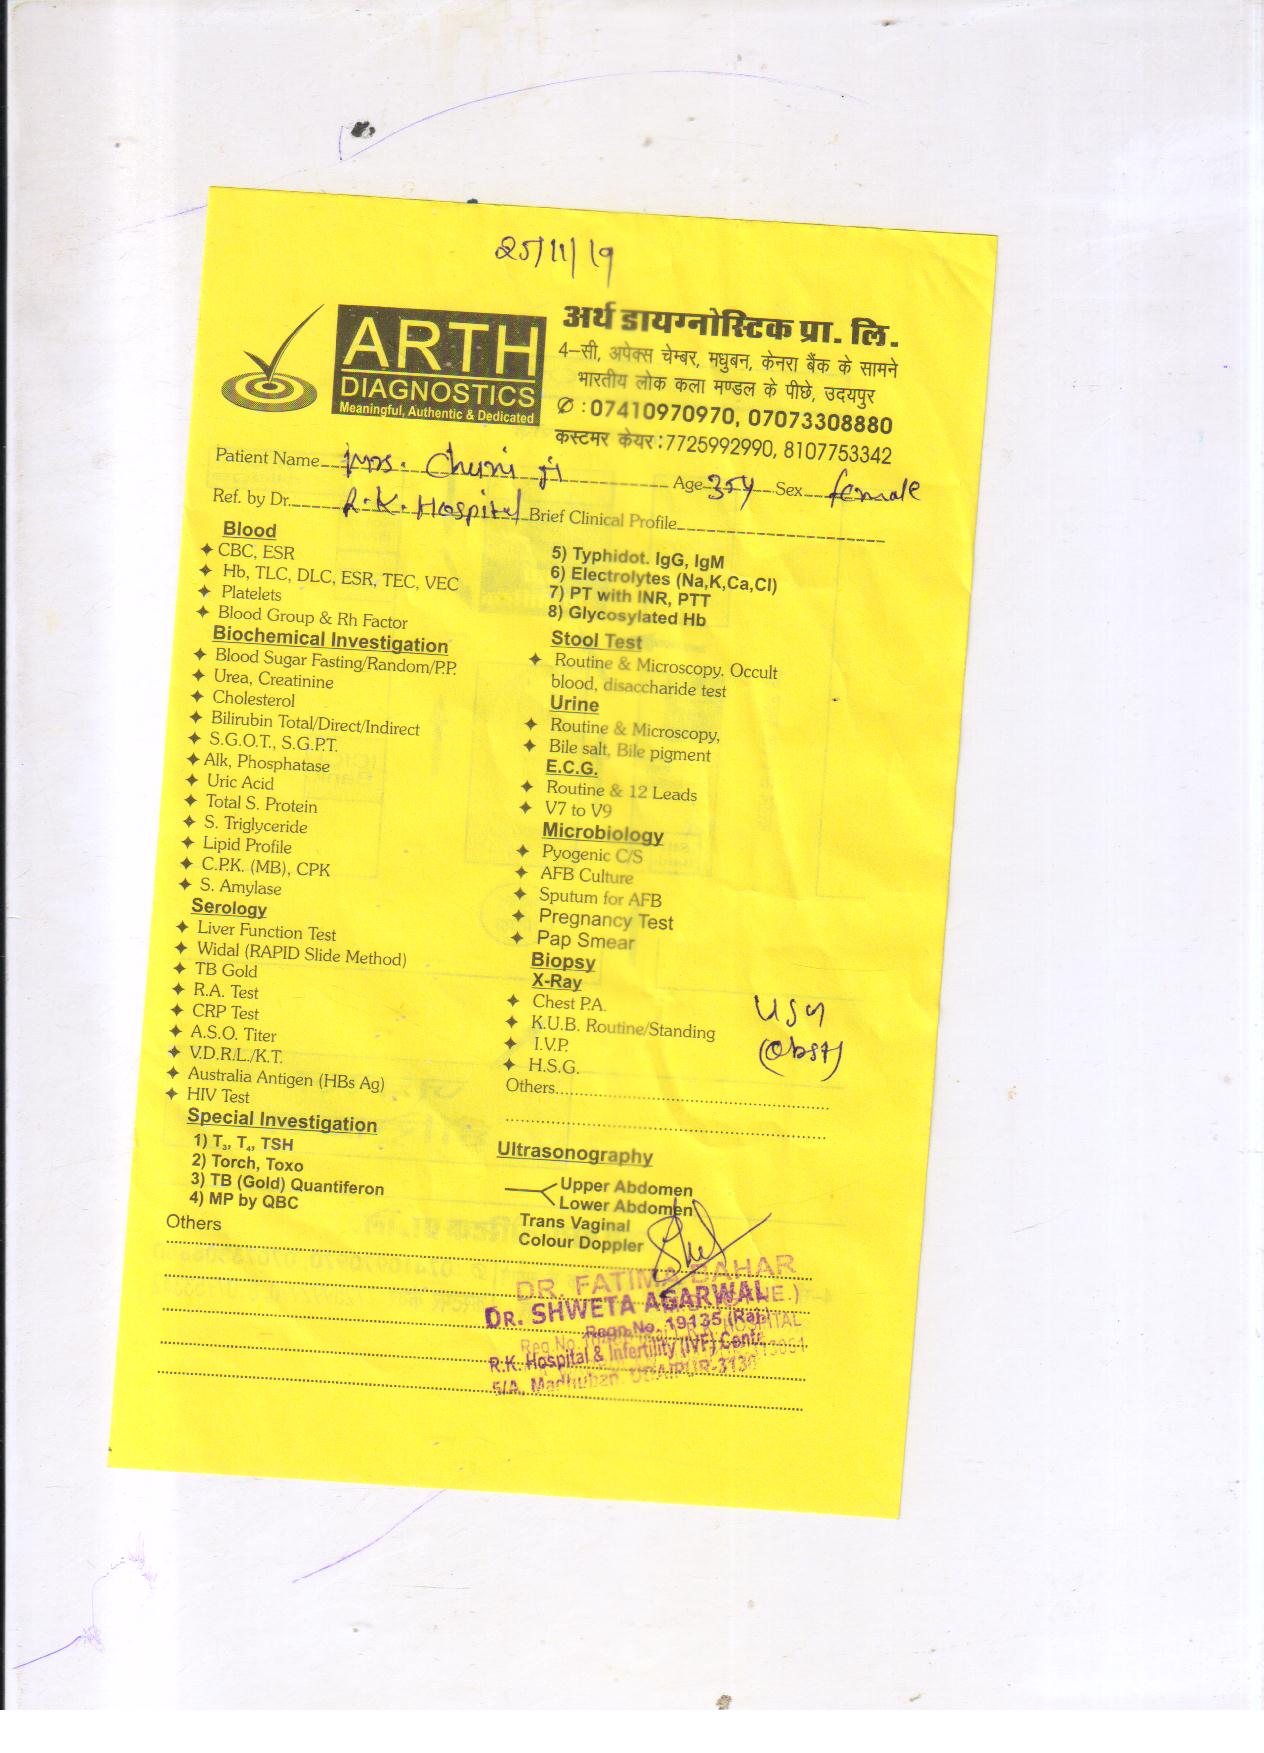 25/11/19
ARTH
DIAGNOSTICS
Meaningful, Authentic & Dedicated
अर्थ डायग्नोस्टिक प्रा. लि.
4–सी, अपेक्स चेम्बर, मधुबन, केनरा बैंक के सामने
भारतीय लोक कला मण्डल के पीछे, उदयपुर
✆ : 07410970970, 07073308880
कस्टमर केयर : 7725992990, 8107753342
Patient Name Mrs. Chuni ji Age 35y Sex female
Ref. by Dr. R.K. Hospital Brief Clinical Profile
Blood
CBC, ESR
Hb, TLC, DLC, ESR, TEC, VEC
Platelets
Blood Group & Rh Factor
Biochemical Investigation
Blood Sugar Fasting/Random/P.P.
Urea, Creatinine
Cholesterol
Bilirubin Total/Direct/Indirect
S.G.O.T., S.G.P.T.
Alk, Phosphatase
Uric Acid
Total S. Protein
S. Triglyceride
Lipid Profile
C.P.K. (MB), CPK
S. Amylase
Serology
Liver Function Test
Widal (RAPID Slide Method)
TB Gold
R.A. Test
CRP Test
A.S.O. Titer
V.D.R.L./K.T.
Australia Antigen (HBs Ag)
HIV Test
Special Investigation
1) T3, T4, TSH
2) Torch, Toxo
3) TB (Gold) Quantiferon
4) MP by QBC
Others
5) Typhidot. IgG, IgM
6) Electrolytes (Na,K,Ca,Cl)
7) PT with INR, PTT
8) Glycosylated Hb
Stool Test
Routine & Microscopy, Occult
blood, disaccharide test
Urine
Routine & Microscopy,
Bile salt, Bile pigment
E.C.G.
Routine & 12 Leads
V7 to V9
Microbiology
Pyogenic C/S
AFB Culture
Sputum for AFB
Pregnancy Test
Pap Smear
Biopsy
X-Ray
Chest P.A.
K.U.B. Routine/Standing
I.V.P.
H.S.G.
Others
USG
(Obst)
Ultrasonography
Upper Abdomen
Lower Abdomen
Trans Vaginal
Colour Doppler
DR. FATIMA DAHAR
DR. SHWETA AGARWAL
Regn.No. 19135 (Raj)
R.K. Hospital & Infertility (IVF) Centre
5/A, Madhuban, UDAIPUR-3130